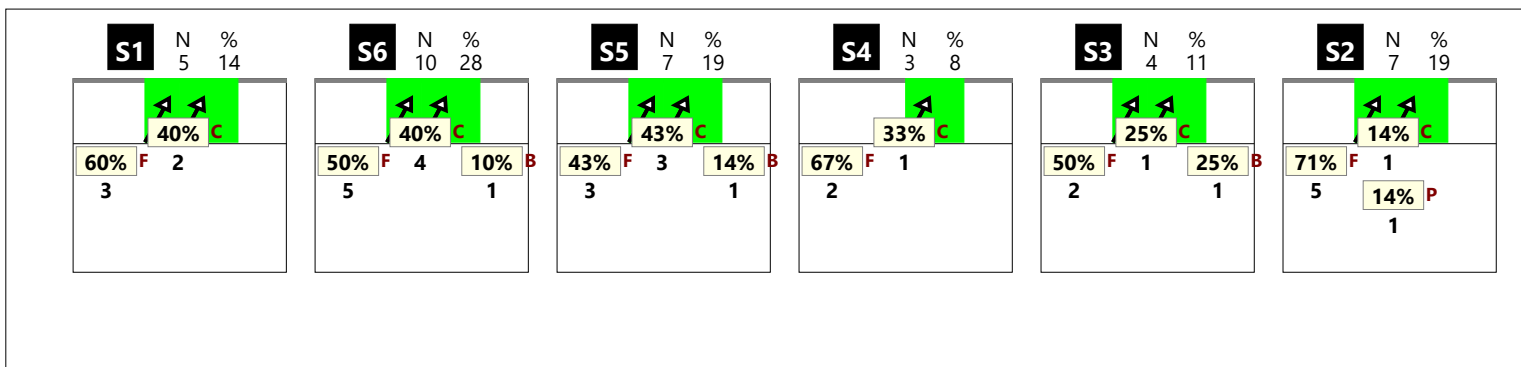 S1 N % S6 N % S5 N % S4 N % S3 N % S2 N %
5 14 10 28 7 19 3 8 4 11 7 19
40% C 40% C 43% C 33% C 25% C 14% C
60% F 2 50% F 4 10% B 43% F 3 14% B 67% F 1 50% F 1 25% B 71% F 1
3 5 1 3 1 2 2 1 5 14% P
1